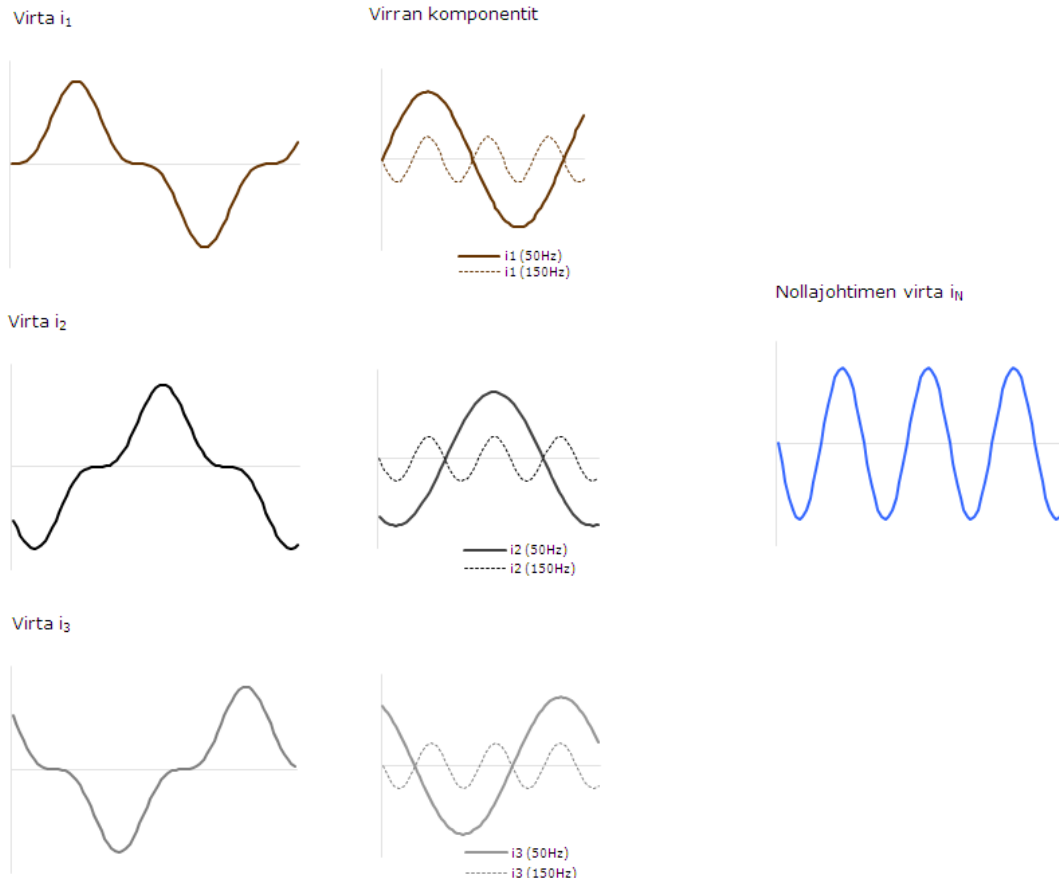 Virta i₁
Virran komponentit
i1 (50Hz)
i1 (150Hz)
Nollajohtimen virta iN
Virta i₂
i2 (50Hz)
i2 (150Hz)
Virta i₃
i3 (50Hz)
i3 (150Hz)